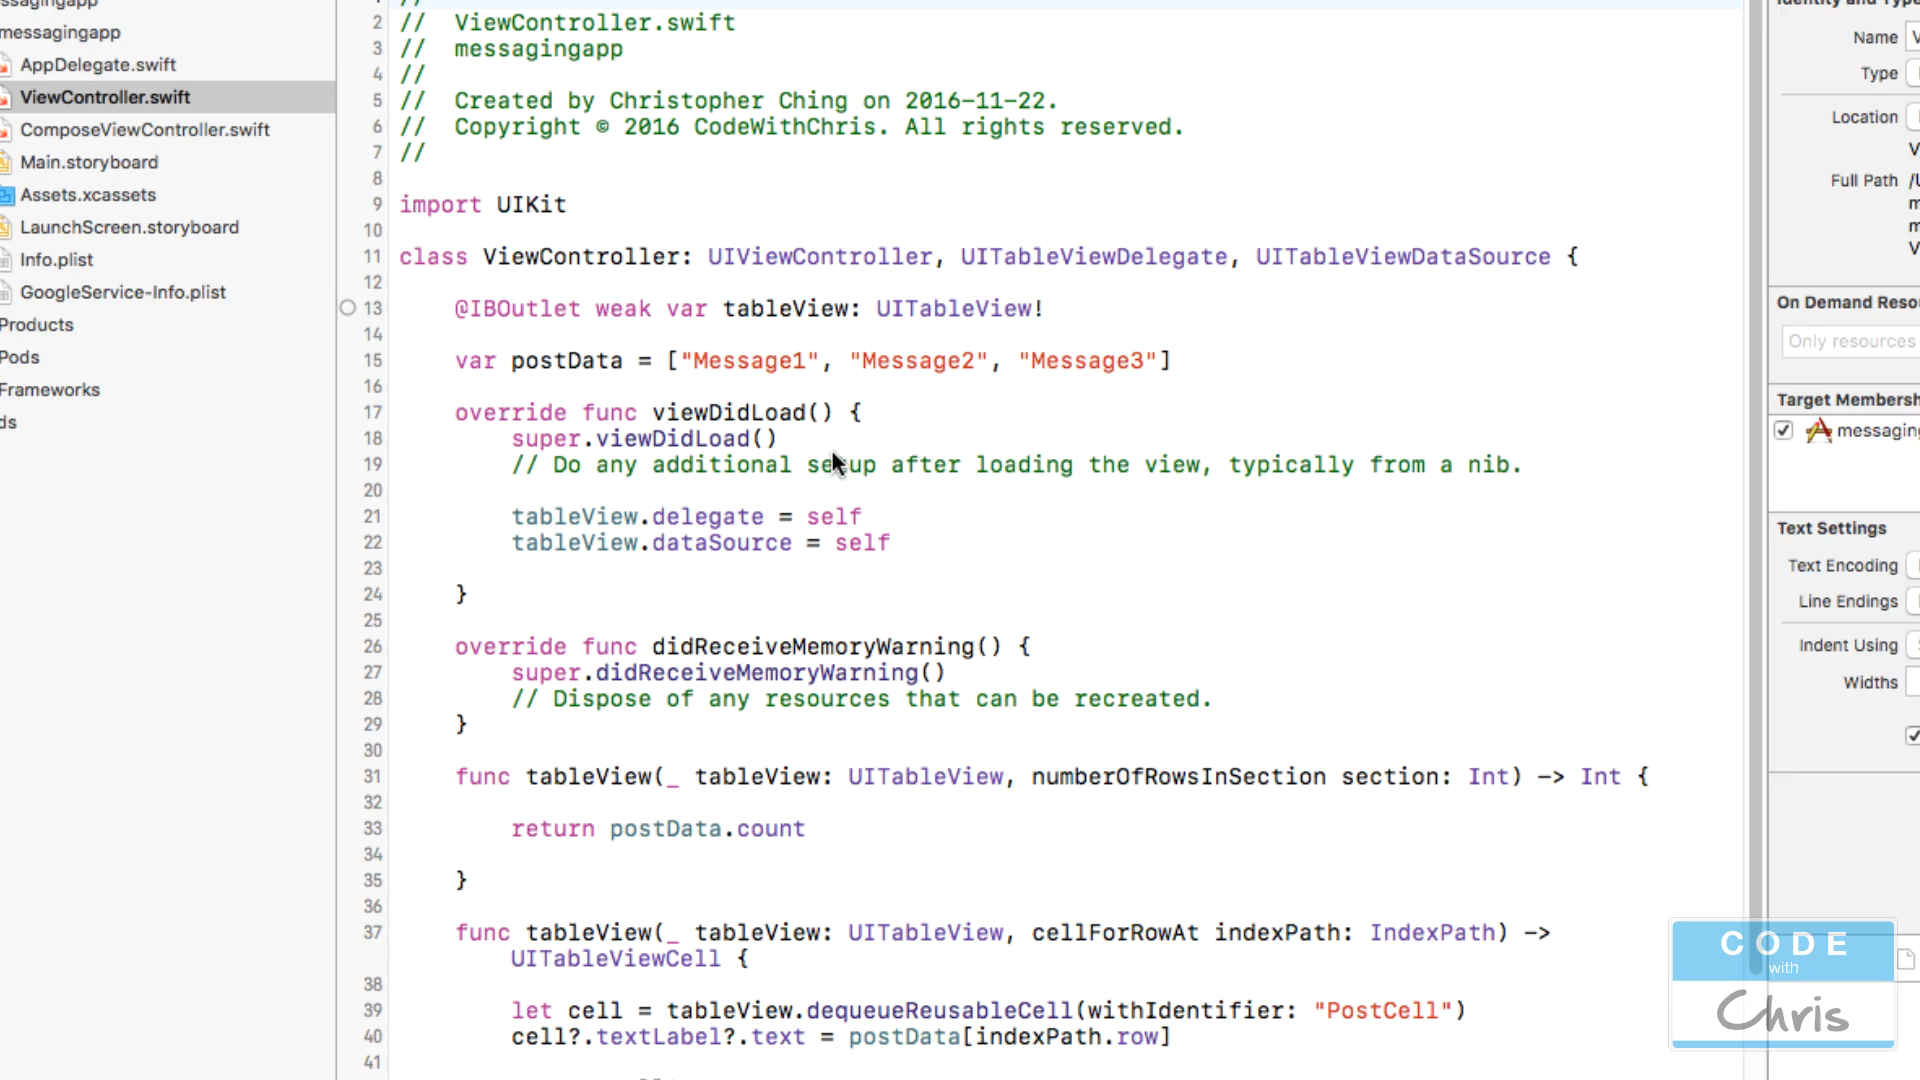 messagingapp
AppDelegate.swift
ViewController.swift
ComposeViewController.swift
Main.storyboard
Assets.xcassets
LaunchScreen.storyboard
Info.plist
GoogleService-Info.plist
Products
Pods
Frameworks
ds
2 //  ViewController.swift
3 //  messagingapp
4 //
5 //  Created by Christopher Ching on 2016-11-22.
6 //  Copyright © 2016 CodeWithChris. All rights reserved.
7 //
8
9 import UIKit
10
11 class ViewController: UIViewController, UITableViewDelegate, UITableViewDataSource {
12
13     @IBOutlet weak var tableView: UITableView!
14
15     var postData = ["Message1", "Message2", "Message3"]
16
17     override func viewDidLoad() {
18         super.viewDidLoad()
19         // Do any additional setup after loading the view, typically from a nib.
20
21         tableView.delegate = self
22         tableView.dataSource = self
23
24     }
25
26     override func didReceiveMemoryWarning() {
27         super.didReceiveMemoryWarning()
28         // Dispose of any resources that can be recreated.
29     }
30
31     func tableView(_ tableView: UITableView, numberOfRowsInSection section: Int) -> Int {
32
33         return postData.count
34
35     }
36
37     func tableView(_ tableView: UITableView, cellForRowAt indexPath: IndexPath) ->
UITableViewCell {
38
39         let cell = tableView.dequeueReusableCell(withIdentifier: "PostCell")
40         cell?.textLabel?.text = postData[indexPath.row]
41
Name
Type
Location
Full Path
On Demand Reso
Only resources
Target Membersh
messaging
Text Settings
Text Encoding
Line Endings
Indent Using
Widths
CODE
with
Chris